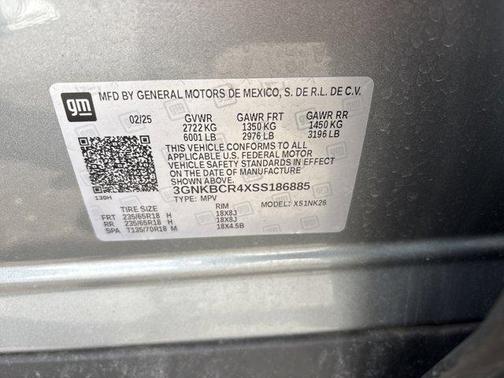 gm
MFD BY GENERAL MOTORS DE MEXICO, S. DE R.L. DE C.V.
02/25 GVWR GAWR FRT GAWR RR
2722 KG 1350 KG 1450 KG
6001 LB 2976 LB 3196 LB
THIS VEHICLE CONFORMS TO ALL APPLICABLE
U.S. FEDERAL MOTOR
VEHICLE SAFETY STANDARDS IN
EFFECT ON THE DATE OF
MANUFACTURE SHOWN ABOVE.
3GNKBCR4XSS186885
130H TYPE: MPV MODEL: XS1NK26
TIRE SIZE RIM
FRT 235/65R18 H 18X8J
RR 235/65R18 H 18X8J
SPA T135/70R18 M 18X4.5B